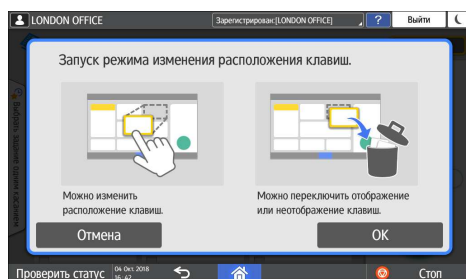 LONDON OFFICE
Зарегистрирован:[LONDON OFFICE]
?
Выйти
Запуск режима изменения расположения клавиш.
Можно изменить
расположение клавиш.
Можно переключить отображение
или неотображение клавиш.
Отмена
OK
Проверить статус
04 Окт. 2018
16: 47
Стоп